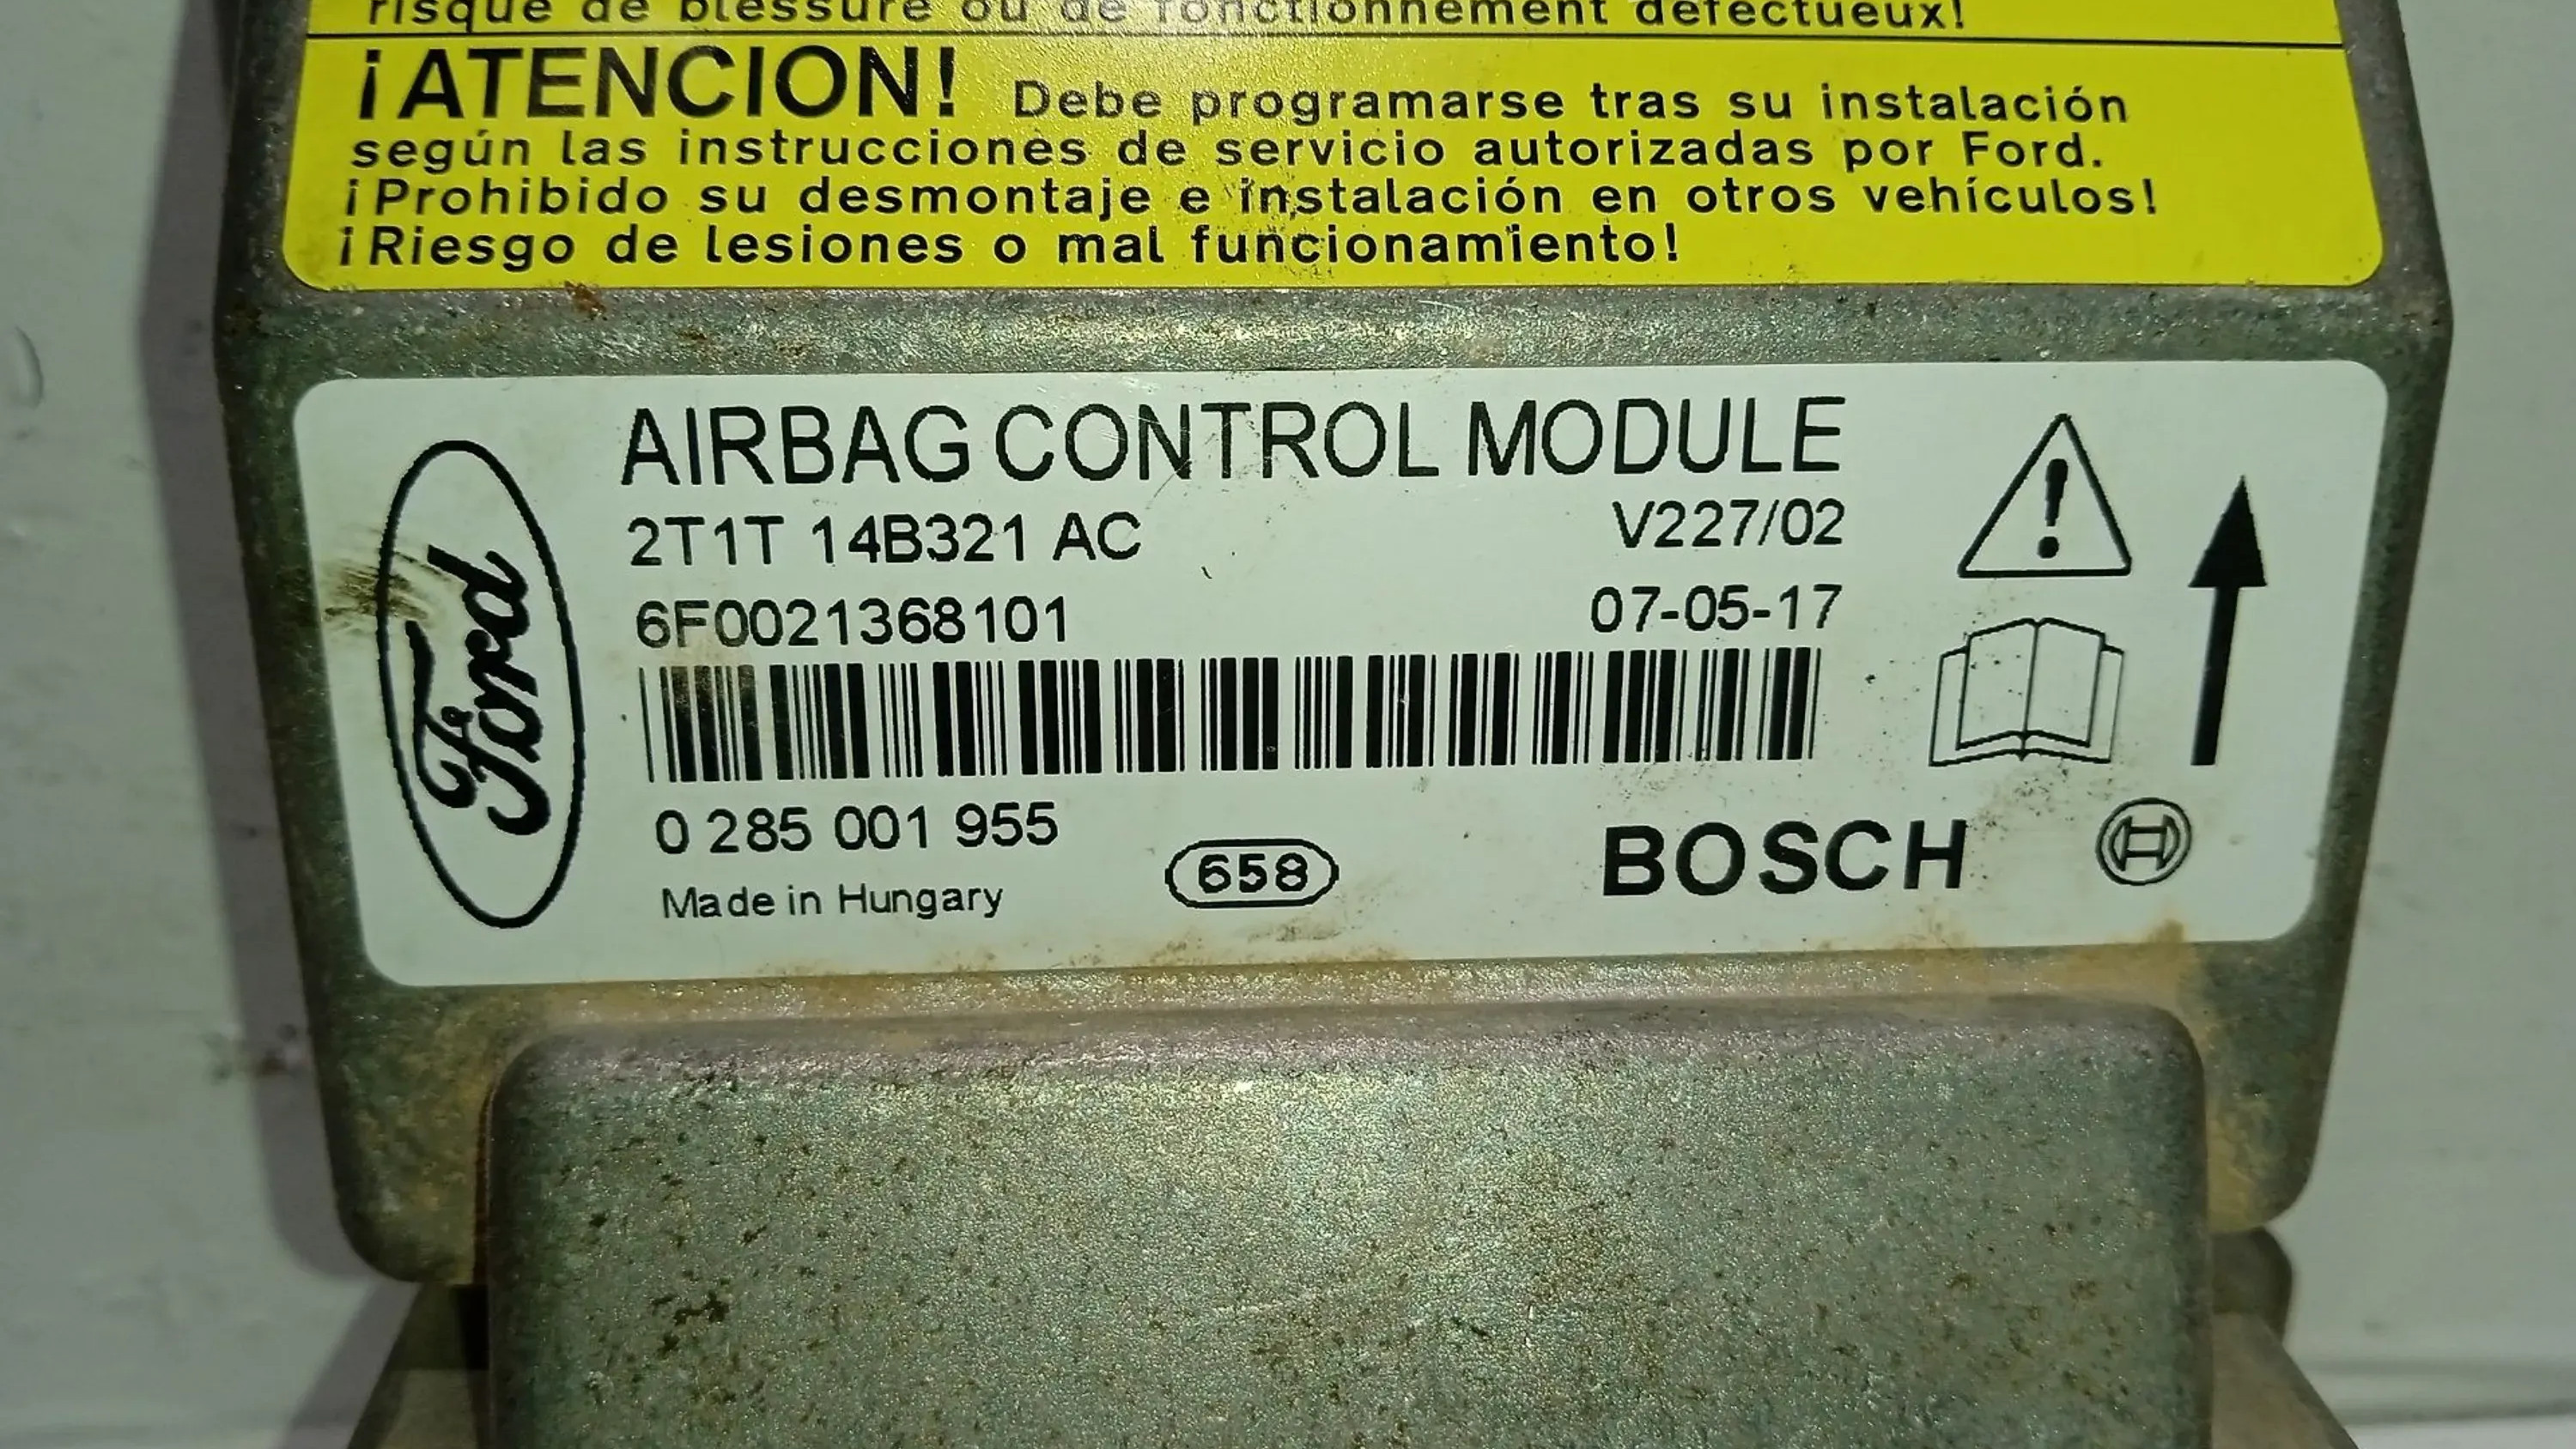 risque de blessure ou de fonctionnement défectueux!
¡ATENCION! Debe programarse tras su instalación
según las instrucciones de servicio autorizadas por Ford.
¡Prohibido su desmontaje e instalación en otros vehículos!
¡Riesgo de lesiones o mal funcionamiento!
Ford
AIRBAG CONTROL MODULE
2T1T 14B321 AC V227/02
6F0021368101 07-05-17
0 285 001 955
Made in Hungary
658
BOSCH